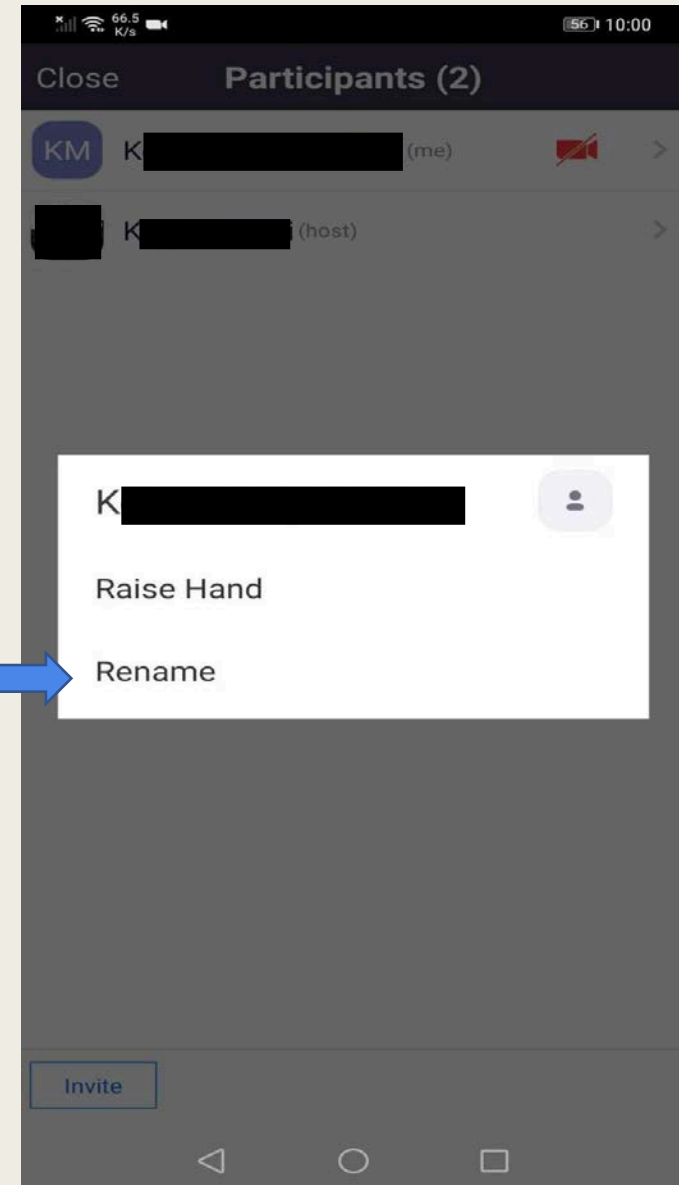 66.5 K/s 56 10:00
Close Participants (2)
KM K (me)
K (host)
K
Raise Hand
Rename
Invite